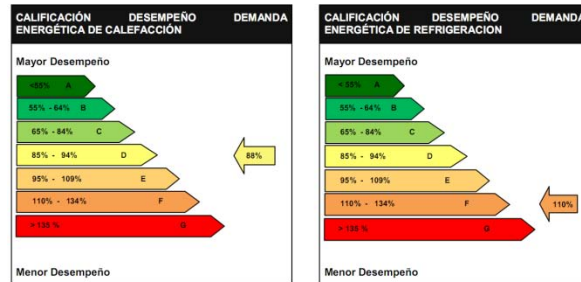 CALIFICACIÓN DESEMPEÑO DEMANDA
ENERGÉTICA DE CALEFACCIÓN
Mayor Desempeño
<55% A
55% - 64% B
65% - 84% C
85% - 94% D
88%
95% - 109% E
110% - 134% F
> 135 % G
Menor Desempeño
CALIFICACIÓN DESEMPEÑO DEMANDA
ENERGÉTICA DE REFRIGERACION
Mayor Desempeño
< 55% A
55% - 64% B
65% - 84% C
85% - 94% D
95% - 109% E
110% - 134% F
110%
> 135 % G
Menor Desempeño